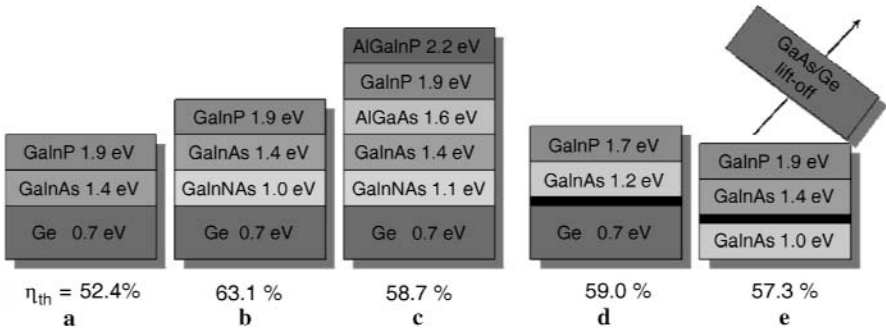 GaInP 1.9 eV
GaInAs 1.4 eV
Ge 0.7 eV
η_th = 52.4%
a
GaInP 1.9 eV
GaInAs 1.4 eV
GaInNAs 1.0 eV
Ge 0.7 eV
63.1 %
b
AlGaInP 2.2 eV
GaInP 1.9 eV
AlGaAs 1.6 eV
GaInAs 1.4 eV
GaInNAs 1.1 eV
Ge 0.7 eV
58.7 %
c
GaInP 1.7 eV
GaInAs 1.2 eV
Ge 0.7 eV
59.0 %
d
GaAs/Ge
lift-off
GaInP 1.9 eV
GaInAs 1.4 eV
GaInAs 1.0 eV
57.3 %
e